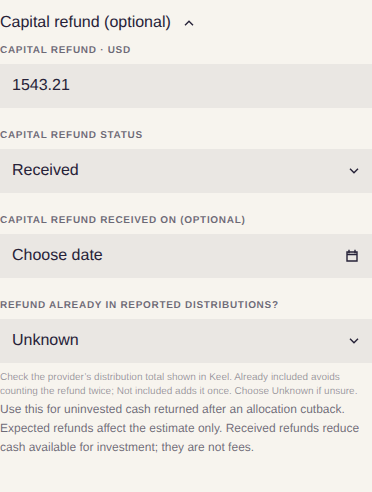 Capital refund (optional)
CAPITAL REFUND · USD
1543.21
CAPITAL REFUND STATUS
Received
CAPITAL REFUND RECEIVED ON (OPTIONAL)
Choose date
REFUND ALREADY IN REPORTED DISTRIBUTIONS?
Unknown
Check the provider's distribution total shown in Keel. Already included avoids
counting the refund twice; Not included adds it once. Choose Unknown if unsure.
Use this for uninvested cash returned after an allocation cutback.
Expected refunds affect the estimate only. Received refunds reduce
cash available for investment; they are not fees.